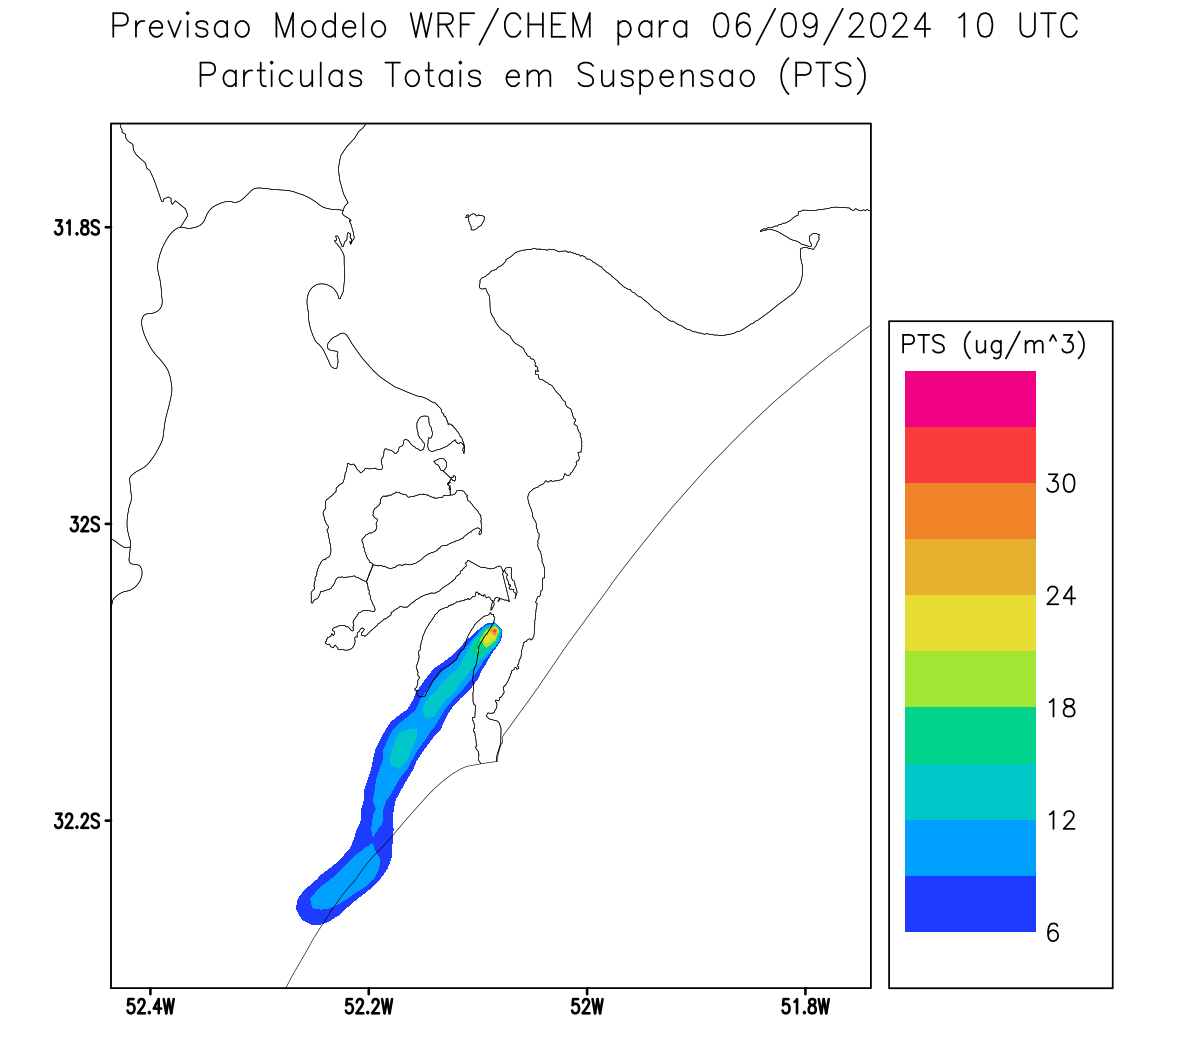 Previsao Modelo WRF/CHEM para 06/09/2024 10 UTC
Particulas Totais em Suspensao (PTS)
31.8S
32S
32.2S
52.4W 52.2W 52W 51.8W
PTS (ug/m^3)
30
24
18
12
6